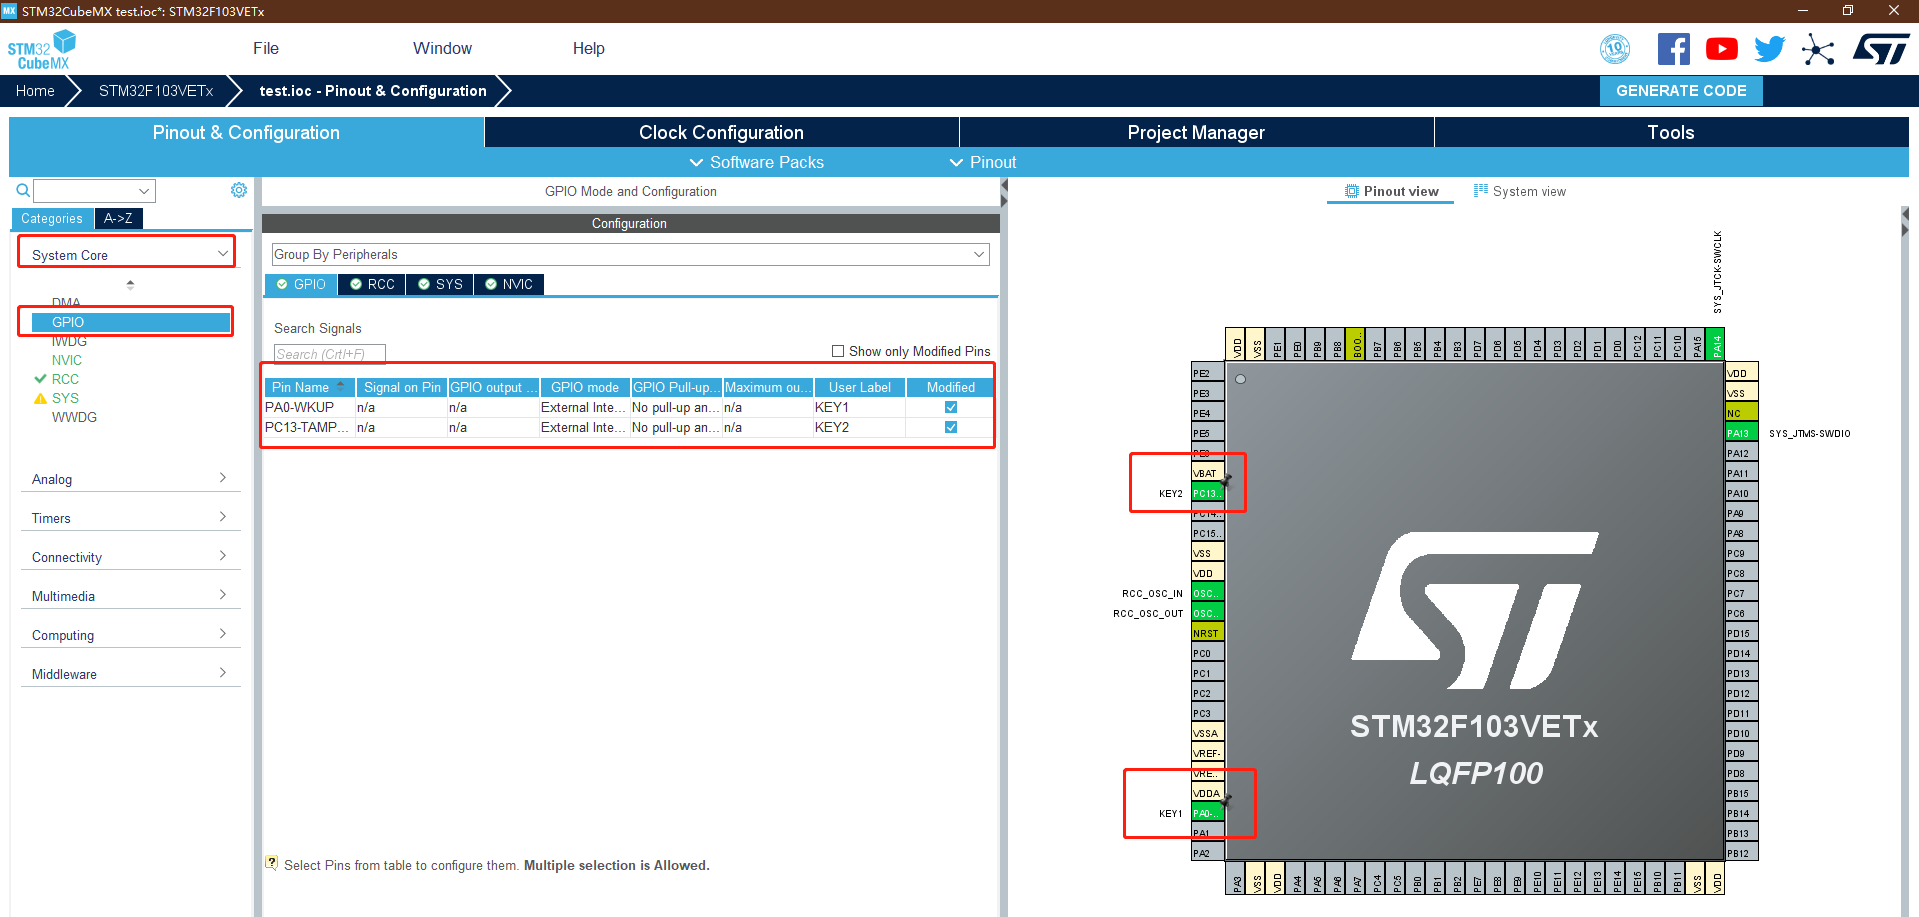 MX STM32CubeMX test.ioc*: STM32F103VETx
STM32
CubeMX
File
Window
Help
10
Home
STM32F103VETx
test.ioc - Pinout & Configuration
GENERATE CODE
Pinout & Configuration
Clock Configuration
Project Manager
Tools
Software Packs
Pinout
Categories
A->Z
System Core
DMA
GPIO
IWDG
NVIC
RCC
SYS
WWDG
Analog
Timers
Connectivity
Multimedia
Computing
Middleware
GPIO Mode and Configuration
Configuration
Group By Peripherals
GPIO RCC SYS NVIC
Search Signals
Search (Crtl+F)
Show only Modified Pins
Pin Name Signal on Pin GPIO output ... GPIO mode GPIO Pull-up... Maximum ou... User Label Modified
PA0-WKUP n/a n/a External Inte... No pull-up an... n/a KEY1
PC13-TAMP... n/a n/a External Inte... No pull-up an... n/a KEY2
? Select Pins from table to configure them. Multiple selection is Allowed.
Pinout view
System view
SYS_JTCK-SWCLK
VDD VSS PE1 PE0 PB9 PB8 BOO.. PB7 PB6 PB5 PB4 PB3 PD7 PD6 PD5 PD4 PD3 PD2 PD1 PD0 PC12 PC11 PC10 PA15 PA14
PE2
PE3
PE4
PE5
PE6
VBAT
KEY2 PC13..
PC14..
PC15..
VSS
VDD
RCC_OSC_IN OSC..
RCC_OSC_OUT OSC..
NRST
PC0
PC1
PC2
PC3
VSSA
VREF-
VRE..
VDDA
KEY1 PA0-..
PA1
PA2
STM32F103VETx
LQFP100
VDD
VSS
NC
PA13 SYS_JTMS-SWDIO
PA12
PA11
PA10
PA9
PA8
PC9
PC8
PC7
PC6
PD15
PD14
PD13
PD12
PD11
PD10
PD9
PD8
PB15
PB14
PB13
PB12
PA3 VSS VDD PA4 PA5 PA6 PA7 PC4 PC5 PB0 PB1 PB2 PE7 PE8 PE9 PE10 PE11 PE12 PE13 PE14 PE15 PB10 PB11 VSS VDD